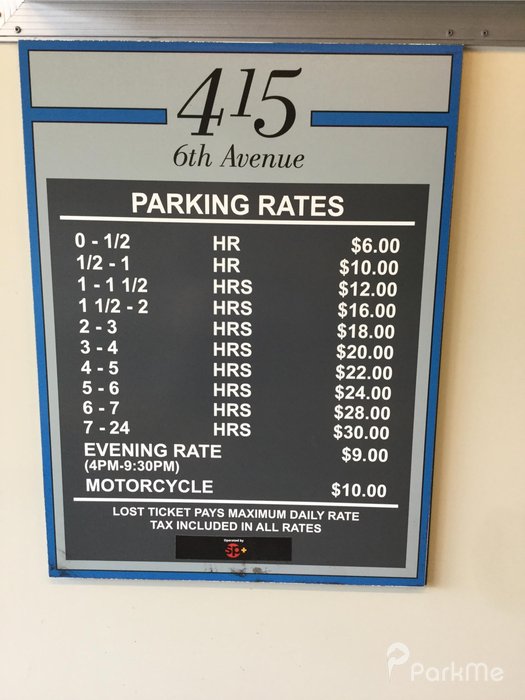 415
6th Avenue
PARKING RATES
0 - 1/2 HR $6.00
1/2 - 1 HR $10.00
1 - 1 1/2 HRS $12.00
1 1/2 - 2 HRS $16.00
2 - 3 HRS $18.00
3 - 4 HRS $20.00
4 - 5 HRS $22.00
5 - 6 HRS $24.00
6 - 7 HRS $28.00
7 - 24 HRS $30.00
EVENING RATE $9.00
(4PM-9:30PM)
MOTORCYCLE $10.00
LOST TICKET PAYS MAXIMUM DAILY RATE
TAX INCLUDED IN ALL RATES
Operated by
sp+
ParkMe